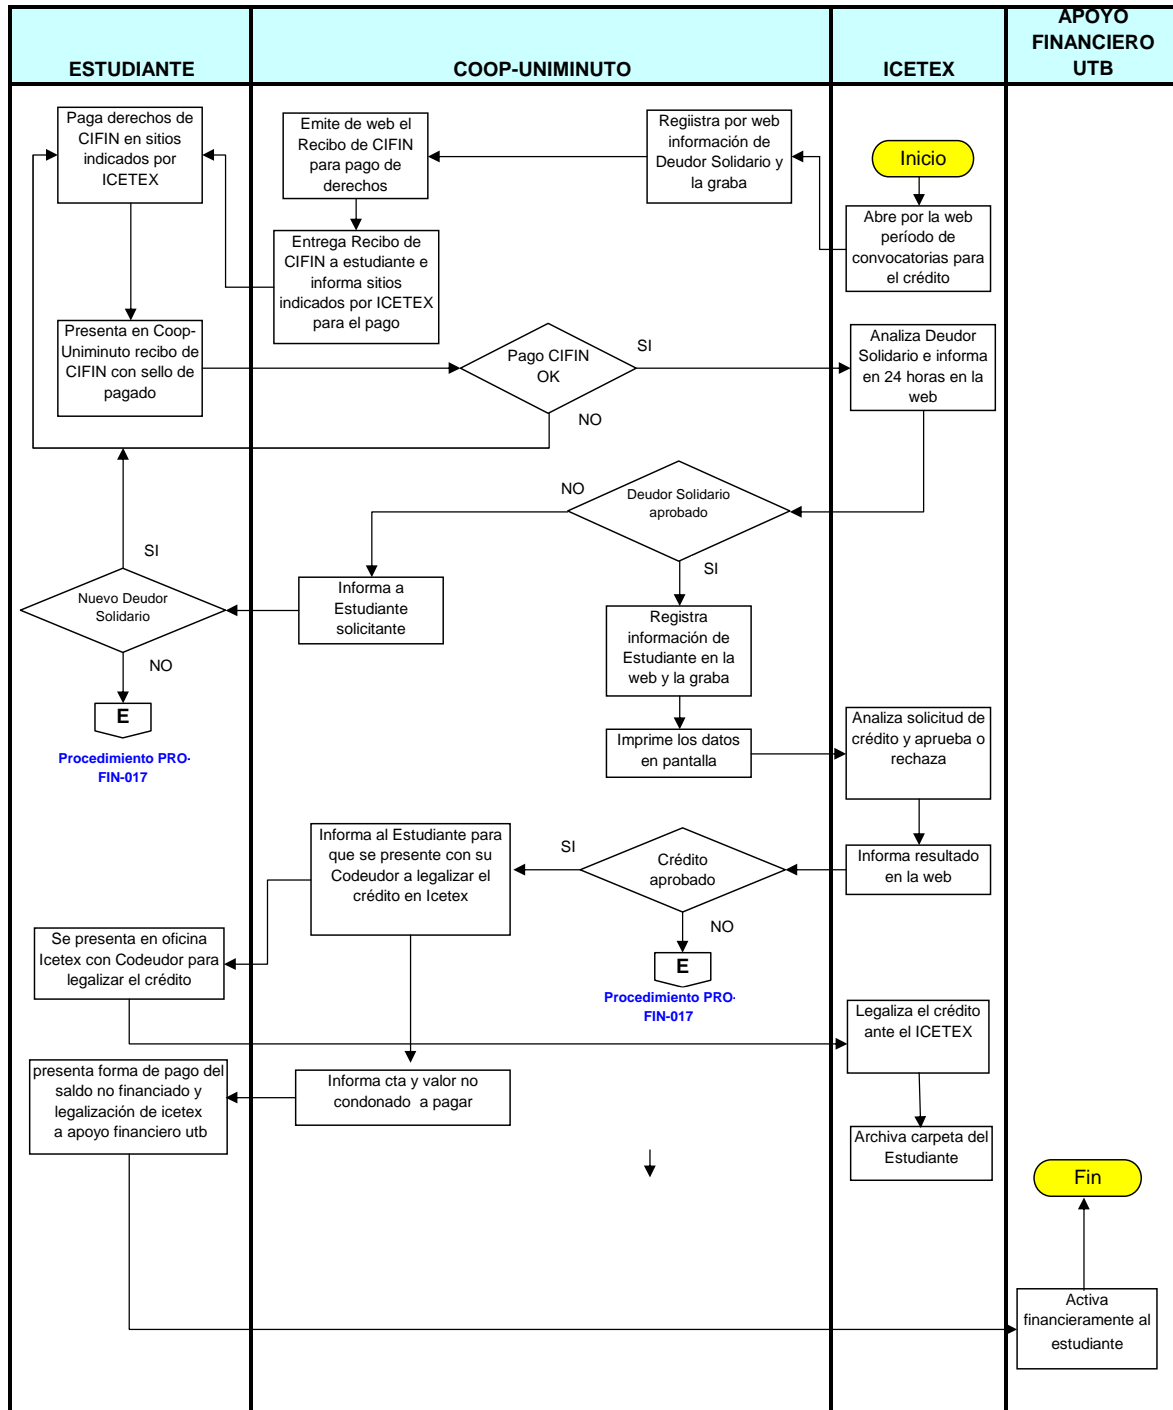 ESTUDIANTE
COOP-UNIMINUTO
ICETEX
APOYO
FINANCIERO
UTB
Paga derechos de
CIFIN en sitios
indicados por
ICETEX
Emite de web el
Recibo de CIFIN
para pago de
derechos
Regiistra por web
información de
Deudor Solidario y
la graba
Inicio
Abre por la web
período de
convocatorias para
el crédito
Entrega Recibo de
CIFIN a estudiante e
informa sitios
indicados por ICETEX
para el pago
Presenta en Coop-
Uniminuto recibo de
CIFIN con sello de
pagado
Pago CIFIN
OK
SI
NO
Analiza Deudor
Solidario e informa
en 24 horas en la
web
Deudor Solidario
aprobado
NO
SI
Informa a
Estudiante
solicitante
Nuevo Deudor
Solidario
SI
NO
E
Procedimiento PRO-
FIN-017
Registra
información de
Estudiante en la
web y la graba
Imprime los datos
en pantalla
Analiza solicitud de
crédito y aprueba o
rechaza
Informa resultado
en la web
Crédito
aprobado
SI
NO
E
Procedimiento PRO-
FIN-017
Informa al Estudiante para
que se presente con su
Codeudor a legalizar el
crédito en Icetex
Se presenta en oficina
Icetex con Codeudor para
legalizar el crédito
Legaliza el crédito
ante el ICETEX
Informa cta y valor no
condonado a pagar
presenta forma de pago del
saldo no financiado y
legalización de icetex
a apoyo financiero utb
Archiva carpeta del
Estudiante
Fin
Activa
financieramente al
estudiante